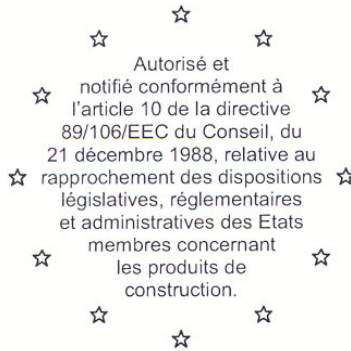 Autorisé et
notifié conformément à
l'article 10 de la directive
89/106/EEC du Conseil, du
21 décembre 1988, relative au
rapprochement des dispositions
législatives, réglementaires
et administratives des Etats
membres concernant
les produits de
construction.